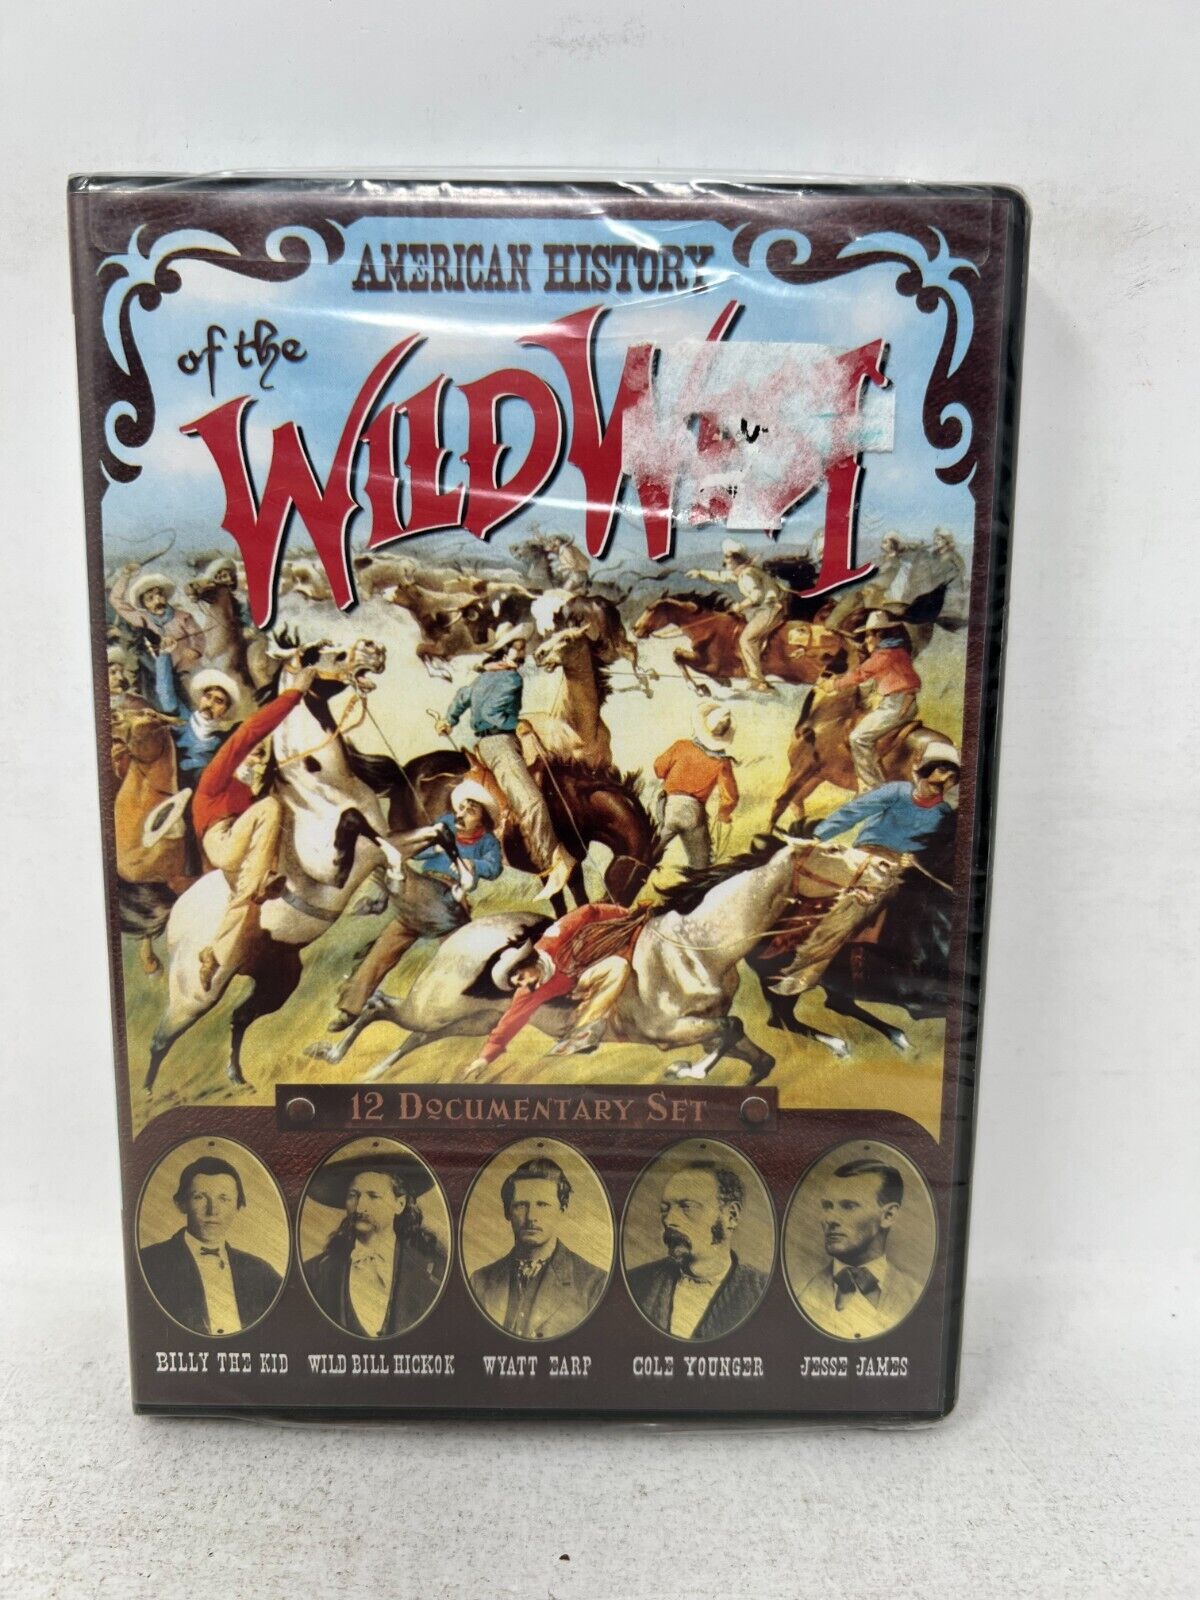 AMERICAN HISTORY
of the
WILD WEST
12 DOCUMENTARY SET
BILLY THE KID WILD BILL HICKOK WYATT EARP COLE YOUNGER JESSE JAMES